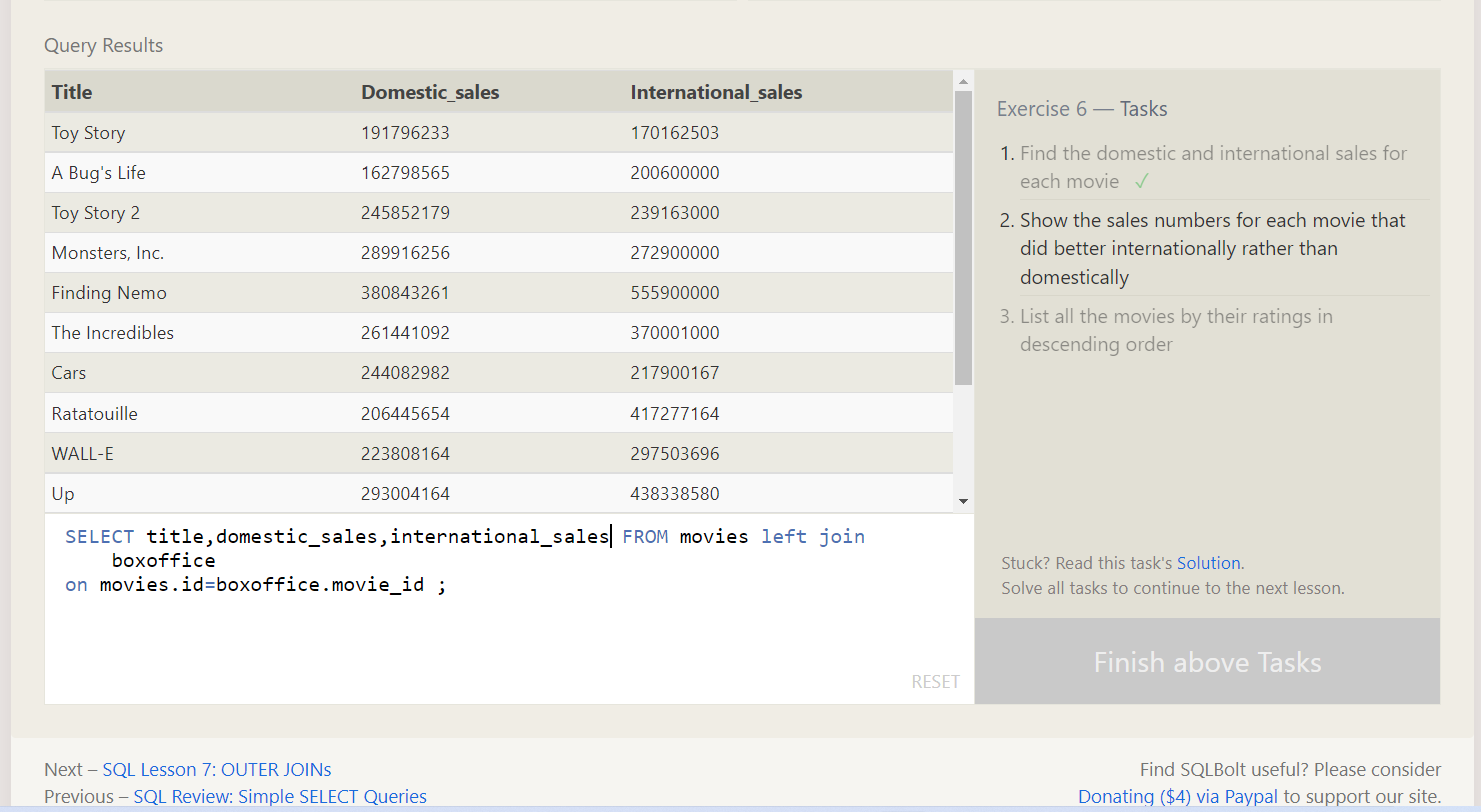 Query Results
Title Domestic_sales International_sales
Toy Story 191796233 170162503
A Bug's Life 162798565 200600000
Toy Story 2 245852179 239163000
Monsters, Inc. 289916256 272900000
Finding Nemo 380843261 555900000
The Incredibles 261441092 370001000
Cars 244082982 217900167
Ratatouille 206445654 417277164
WALL-E 223808164 297503696
Up 293004164 438338580
SELECT title,domestic_sales,international_sales FROM movies left join
boxoffice
on movies.id=boxoffice.movie_id ;
RESET
Exercise 6 — Tasks
1. Find the domestic and international sales for
each movie ✓
2. Show the sales numbers for each movie that
did better internationally rather than
domestically
3. List all the movies by their ratings in
descending order
Stuck? Read this task's Solution.
Solve all tasks to continue to the next lesson.
Finish above Tasks
Next – SQL Lesson 7: OUTER JOINs
Previous – SQL Review: Simple SELECT Queries
Find SQLBolt useful? Please consider
Donating ($4) via Paypal to support our site.